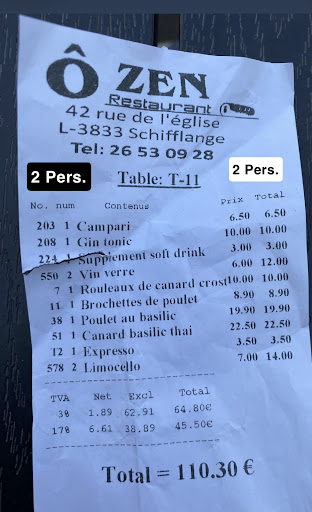 Ô ZEN
Restaurant
42 rue de l'église
L-3833 Schifflange
Tel: 26 53 09 28
2 Pers. Table: T-11 2 Pers.
No. num Contenus Prix Total
203 1 Campari 6.50 6.50
208 1 Gin tonic 10.00 10.00
224 1 Supplement soft drink 3.00 3.00
550 2 Vin verre 6.00 12.00
7 1 Rouleaux de canard crost 10.00 10.00
11 1 Brochettes de poulet 8.90 8.90
38 1 Poulet au basilic 19.90 19.90
51 1 Canard basilic thai 22.50 22.50
T2 1 Expresso 3.50 3.50
578 2 Limocello 7.00 14.00
TVA Net Excl Total
3% 1.89 62.91 64.80€
17% 6.61 38.89 45.50€
Total = 110.30 €